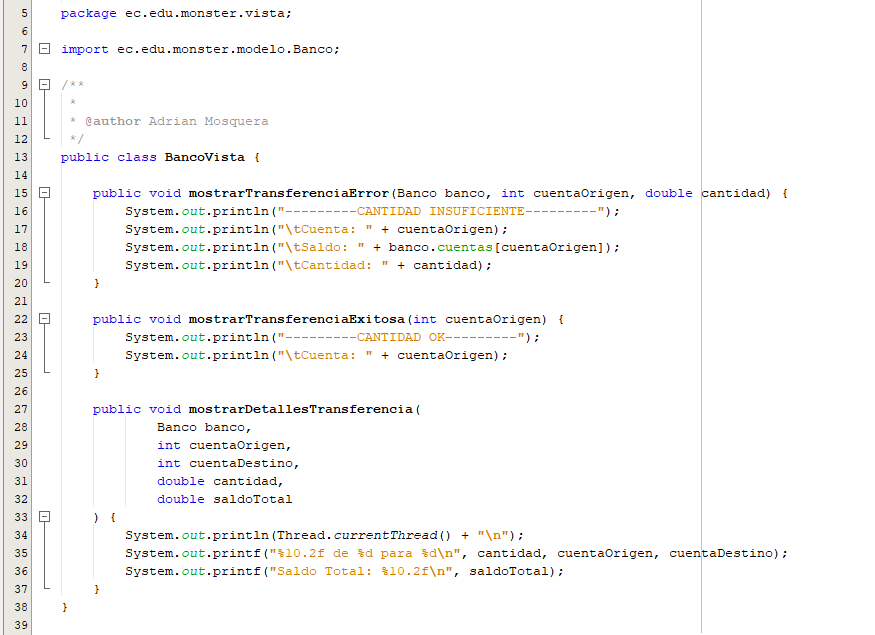 5 package ec.edu.monster.vista;
6
7 import ec.edu.monster.modelo.Banco;
8
9 /**
10  *
11  * @author Adrian Mosquera
12  */
13 public class BancoVista {
14
15     public void mostrarTransferenciaError(Banco banco, int cuentaOrigen, double cantidad) {
16         System.out.println("---------CANTIDAD INSUFICIENTE---------");
17         System.out.println("\tCuenta: " + cuentaOrigen);
18         System.out.println("\tSaldo: " + banco.cuentas[cuentaOrigen]);
19         System.out.println("\tCantidad: " + cantidad);
20     }
21
22     public void mostrarTransferenciaExitosa(int cuentaOrigen) {
23         System.out.println("---------CANTIDAD OK---------");
24         System.out.println("\tCuenta: " + cuentaOrigen);
25     }
26
27     public void mostrarDetallesTransferencia(
28             Banco banco,
29             int cuentaOrigen,
30             int cuentaDestino,
31             double cantidad,
32             double saldoTotal
33     ) {
34         System.out.println(Thread.currentThread() + "\n");
35         System.out.printf("%10.2f de %d para %d\n", cantidad, cuentaOrigen, cuentaDestino);
36         System.out.printf("Saldo Total: %10.2f\n", saldoTotal);
37     }
38 }
39